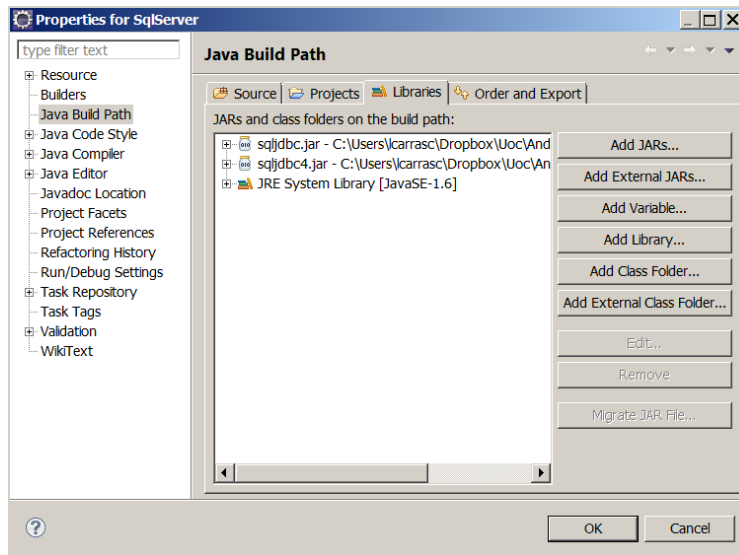 Properties for SqlServer
type filter text
Resource
Builders
Java Build Path
Java Code Style
Java Compiler
Java Editor
Javadoc Location
Project Facets
Project References
Refactoring History
Run/Debug Settings
Task Repository
Task Tags
Validation
WikiText
Java Build Path
Source
Projects
Libraries
Order and Export
JARs and class folders on the build path:
sqljdbc.jar - C:\Users\lcarrasc\Dropbox\Uoc\And
sqljdbc4.jar - C:\Users\lcarrasc\Dropbox\Uoc\An
JRE System Library [JavaSE-1.6]
Add JARs...
Add External JARs...
Add Variable...
Add Library...
Add Class Folder...
Add External Class Folder...
Edit...
Remove
Migrate JAR File...
?
OK
Cancel